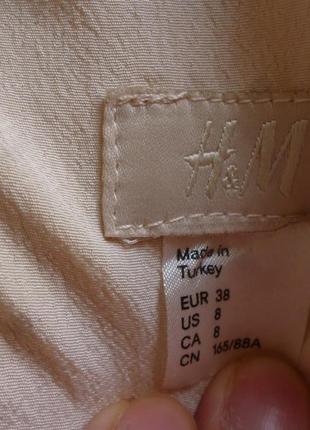 H&M
Made in
Turkey
EUR 38
US 8
CA 8
CN 165/88A